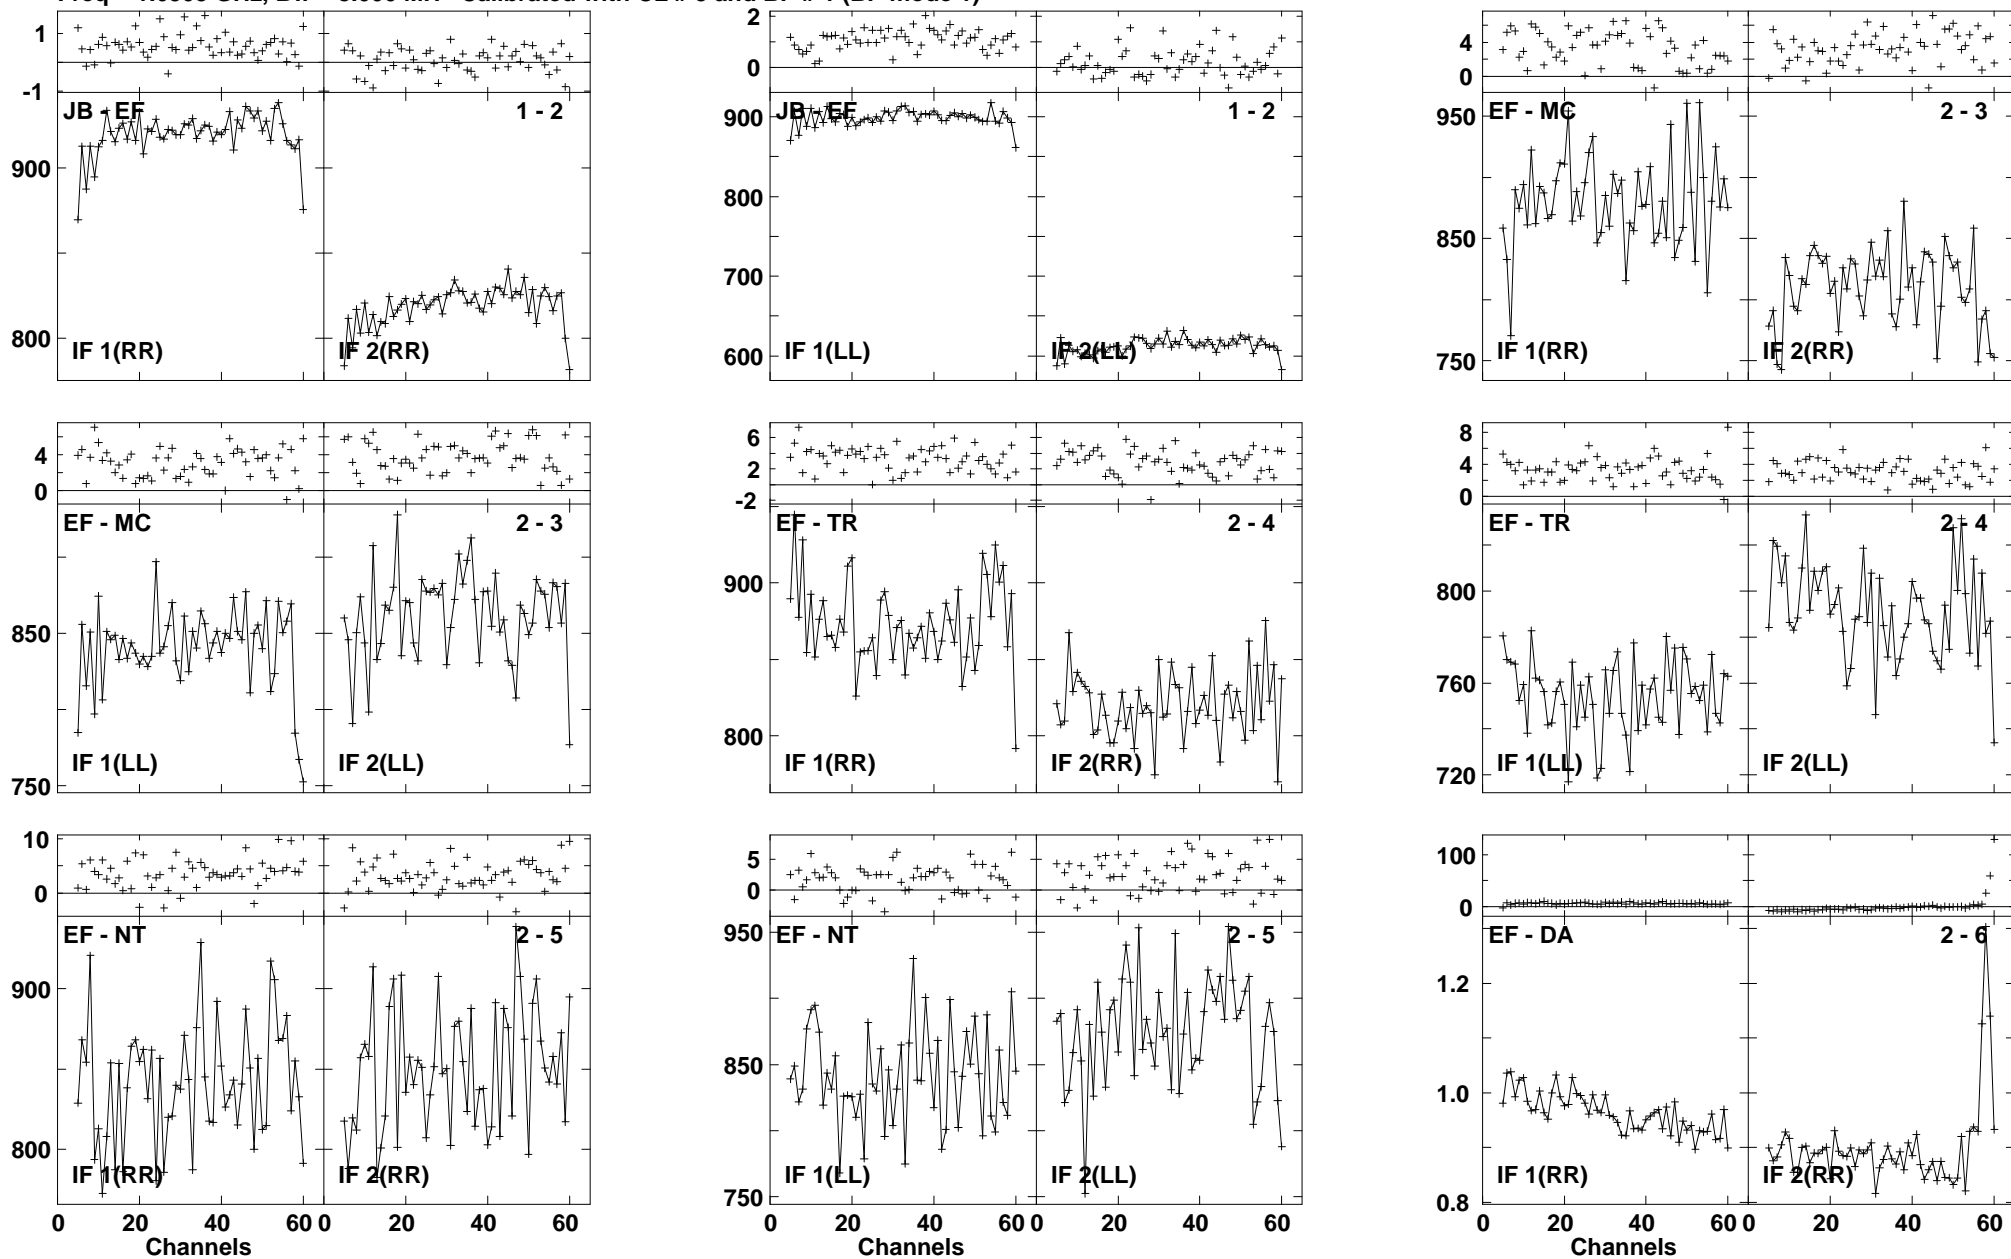 1
-1
JB - EF
1 - 2
900
800
IF 1(RR)
IF 2(RR)
2
0
JB - EF
1 - 2
900
800
700
600
IF 1(LL)
IF 2(LL)
4
0
EF - MC
2 - 3
950
850
750
IF 1(RR)
IF 2(RR)
4
0
EF - MC
2 - 3
850
750
IF 1(LL)
IF 2(LL)
6
4
2
-2
EF - TR
2 - 4
900
800
IF 1(RR)
IF 2(RR)
8
4
0
EF - TR
2 - 4
800
760
720
IF 1(LL)
IF 2(LL)
10
0
EF - NT
2 - 5
900
800
IF 1(RR)
IF 2(RR)
0 20 40 60 0 20 40 60
Channels
5
0
EF - NT
2 - 5
950
850
750
IF 1(LL)
IF 2(LL)
0 20 40 60 0 20 40 60
Channels
100
0
EF - DA
2 - 6
1.2
1.0
0.8
IF 1(RR)
IF 2(RR)
0 20 40 60 0 20 40 60
Channels